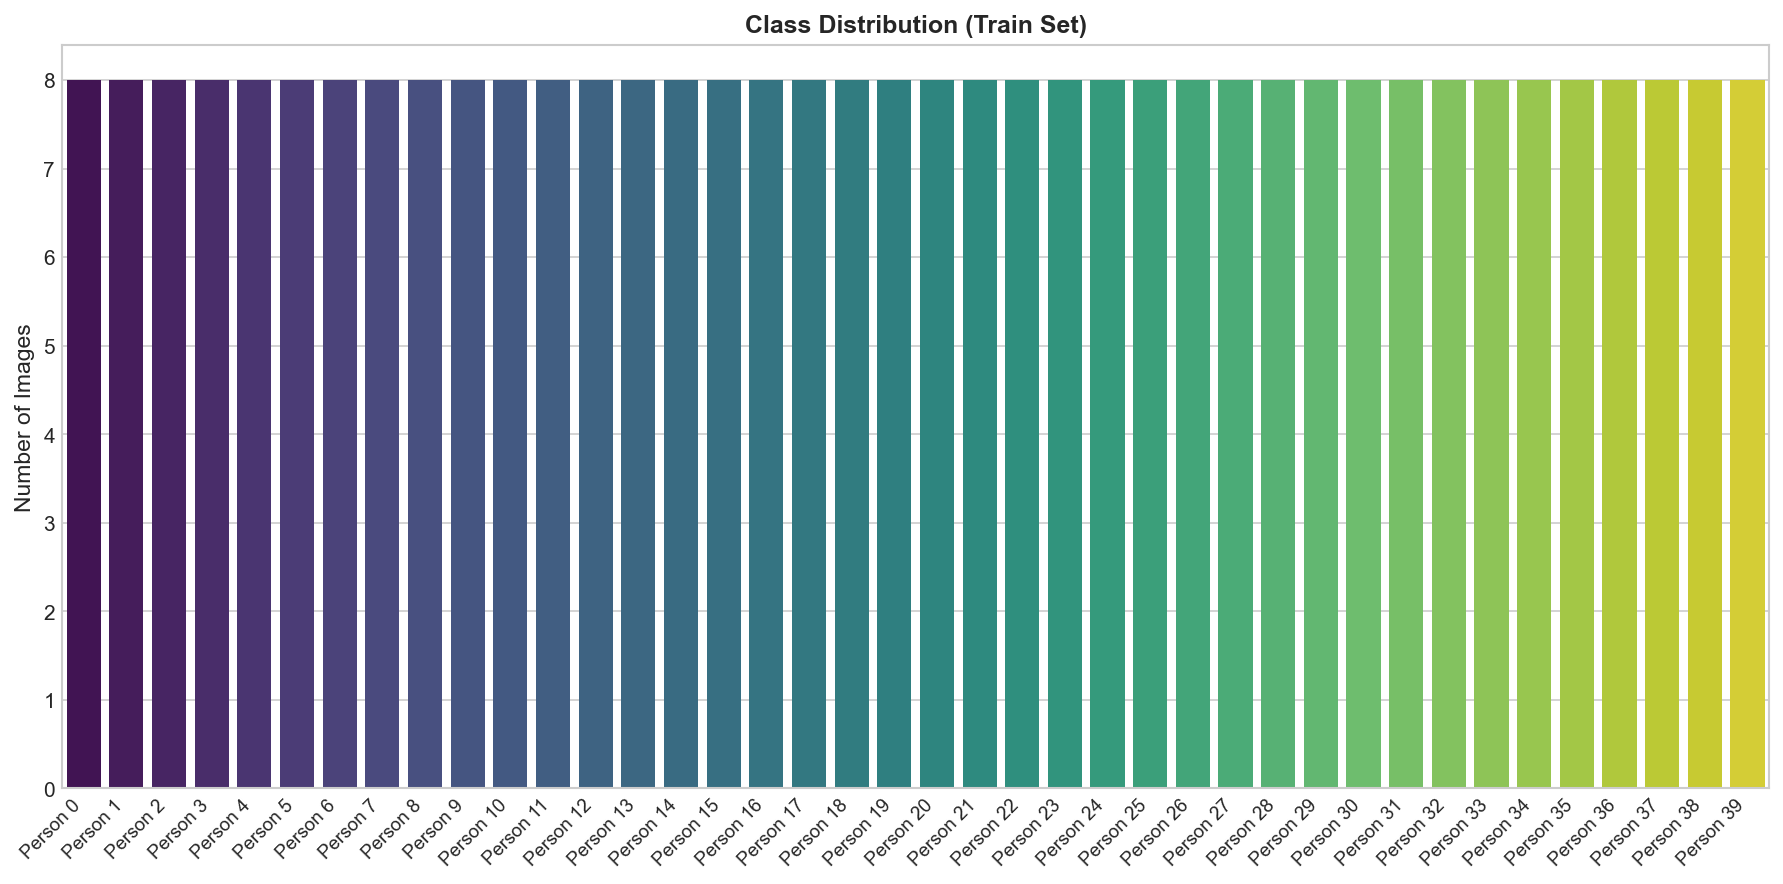 Class Distribution (Train Set)
Number of Images
8
7
6
5
4
3
2
1
0
Person 0
Person 1
Person 2
Person 3
Person 4
Person 5
Person 6
Person 7
Person 8
Person 9
Person 10
Person 11
Person 12
Person 13
Person 14
Person 15
Person 16
Person 17
Person 18
Person 19
Person 20
Person 21
Person 22
Person 23
Person 24
Person 25
Person 26
Person 27
Person 28
Person 29
Person 30
Person 31
Person 32
Person 33
Person 34
Person 35
Person 36
Person 37
Person 38
Person 39